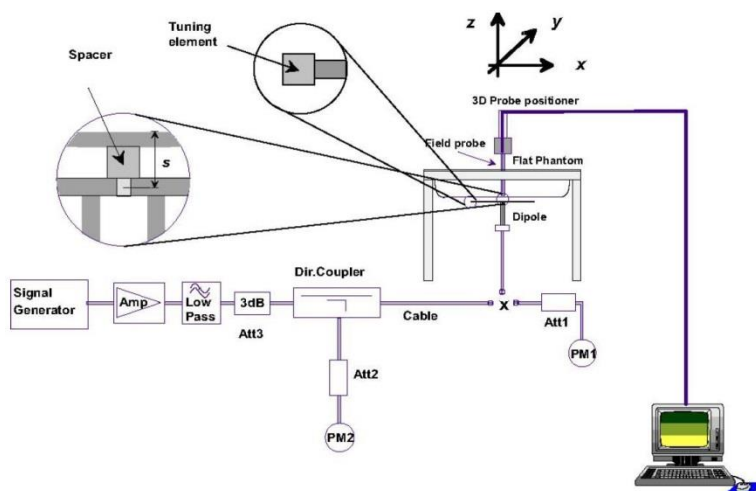 Tuning
element
Spacer
s
z
y
x
3D Probe positioner
Field probe
Flat Phantom
Dipole
Signal
Generator
Amp
Low
Pass
3dB
Att3
Dir.Coupler
Cable
x
Att1
PM1
Att2
PM2